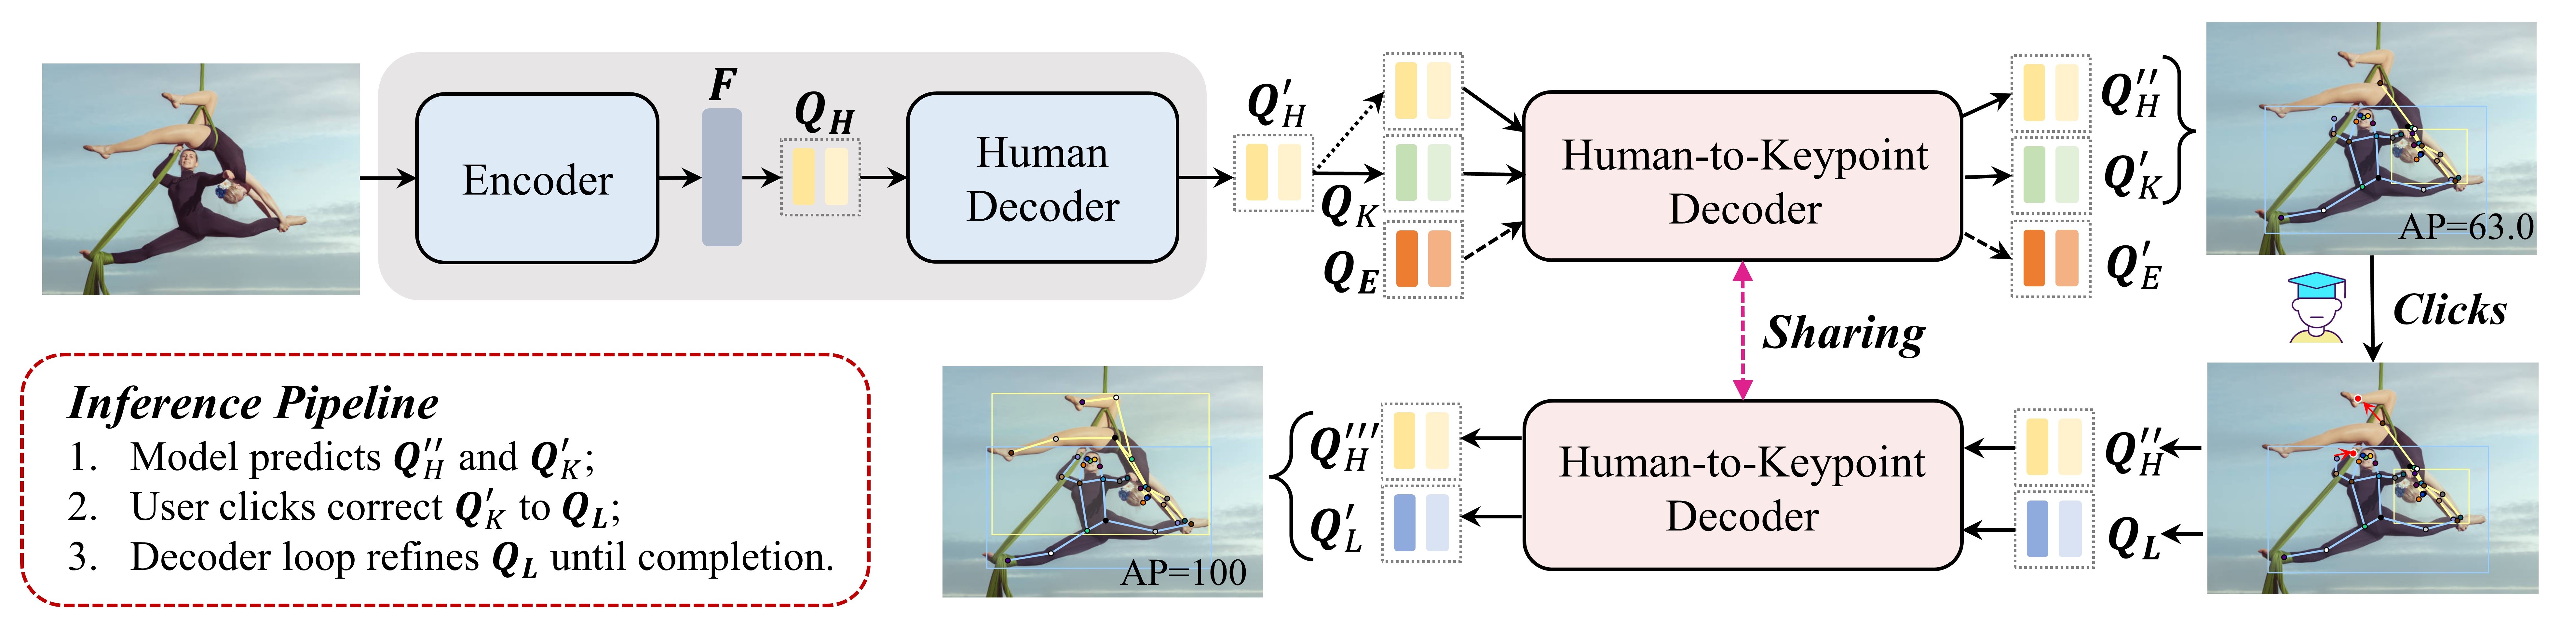 F
Q_H
Encoder
Human
Decoder
Q′_H
Q_K
Q_E
Human-to-Keypoint
Decoder
Q″_H
Q′_K
Q′_E
AP=63.0
Clicks
Sharing
Inference Pipeline
1. Model predicts Q″_H and Q′_K;
2. User clicks correct Q′_K to Q_L;
3. Decoder loop refines Q_L until completion.
AP=100
Q‴_H
Q′_L
Human-to-Keypoint
Decoder
Q″_H
Q_L